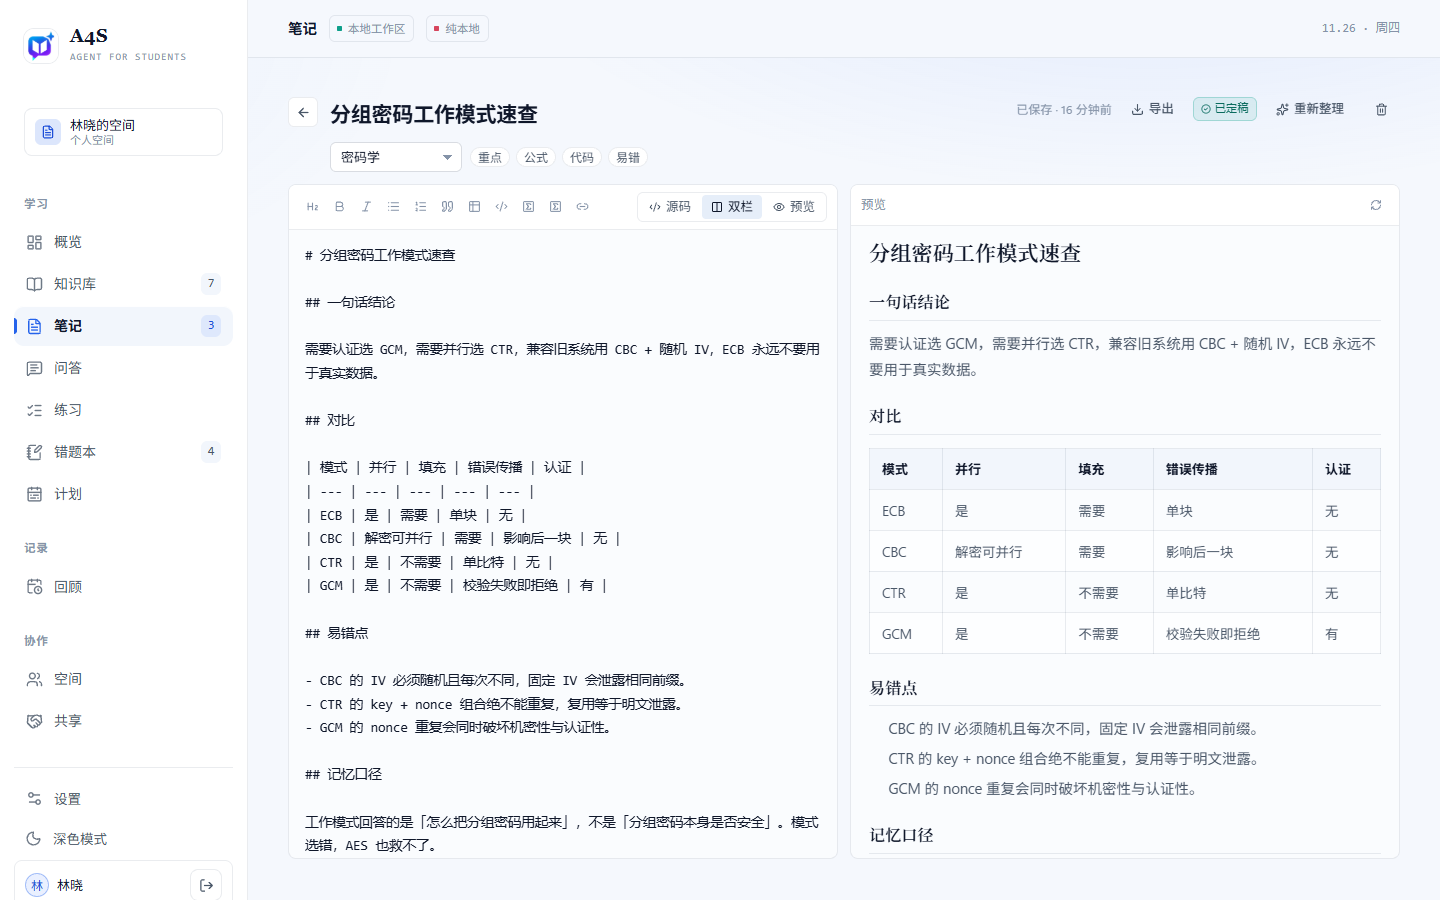 A4S
AGENT FOR STUDENTS
林晓的空间
个人空间
学习
概览
知识库 7
笔记 3
问答
练习
错题本 4
计划
记录
回顾
协作
空间
共享
设置
深色模式
林 林晓
笔记 本地工作区 纯本地 11.26 · 周四
分组密码工作模式速查
已保存 · 16 分钟前 导出 已定稿 重新整理
密码学 重点 公式 代码 易错
H2 B I 源码 双栏 预览
# 分组密码工作模式速查
## 一句话结论
需要认证选 GCM，需要并行选 CTR，兼容旧系统用 CBC + 随机 IV，ECB 永远不要用
于真实数据。
## 对比
| 模式 | 并行 | 填充 | 错误传播 | 认证 |
| --- | --- | --- | --- | --- |
| ECB | 是 | 需要 | 单块 | 无 |
| CBC | 解密可并行 | 需要 | 影响后一块 | 无 |
| CTR | 是 | 不需要 | 单比特 | 无 |
| GCM | 是 | 不需要 | 校验失败即拒绝 | 有 |
## 易错点
- CBC 的 IV 必须随机且每次不同，固定 IV 会泄露相同前缀。
- CTR 的 key + nonce 组合绝不能重复，复用等于明文泄露。
- GCM 的 nonce 重复会同时破坏机密性与认证性。
## 记忆口径
工作模式回答的是「怎么把分组密码用起来」，不是「分组密码本身是否安全」。模式
选错，AES 也救不了。
预览
分组密码工作模式速查
一句话结论
需要认证选 GCM，需要并行选 CTR，兼容旧系统用 CBC + 随机 IV，ECB 永远不
要用于真实数据。
对比
模式 并行 填充 错误传播 认证
ECB 是 需要 单块 无
CBC 解密可并行 需要 影响后一块 无
CTR 是 不需要 单比特 无
GCM 是 不需要 校验失败即拒绝 有
易错点
CBC 的 IV 必须随机且每次不同，固定 IV 会泄露相同前缀。
CTR 的 key + nonce 组合绝不能重复，复用等于明文泄露。
GCM 的 nonce 重复会同时破坏机密性与认证性。
记忆口径